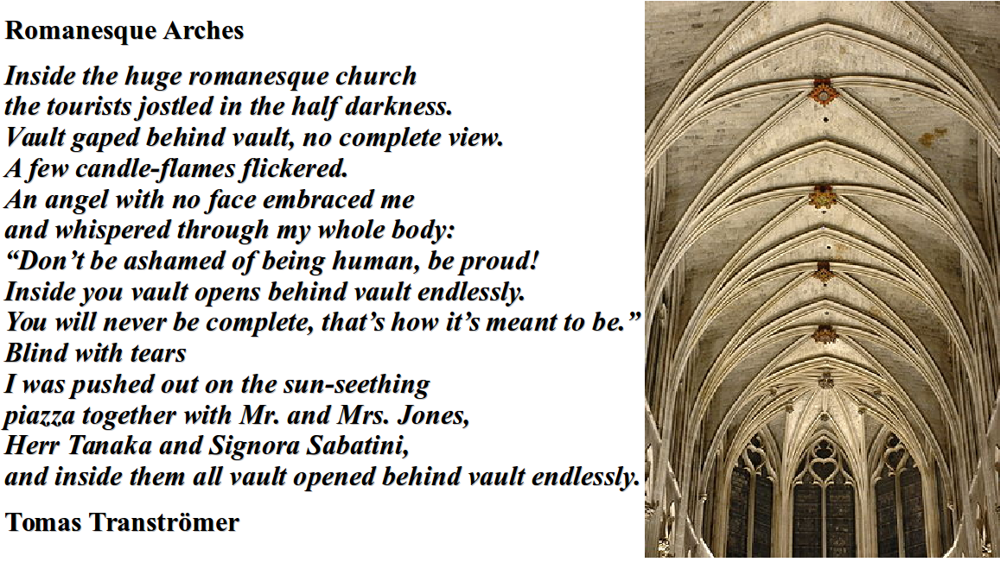 Romanesque Arches
Inside the huge romanesque church
the tourists jostled in the half darkness.
Vault gaped behind vault, no complete view.
A few candle-flames flickered.
An angel with no face embraced me
and whispered through my whole body:
“Don’t be ashamed of being human, be proud!
Inside you vault opens behind vault endlessly.
You will never be complete, that’s how it’s meant to be.”
Blind with tears
I was pushed out on the sun-seething
piazza together with Mr. and Mrs. Jones,
Herr Tanaka and Signora Sabatini,
and inside them all vault opened behind vault endlessly.
Tomas Tranströmer